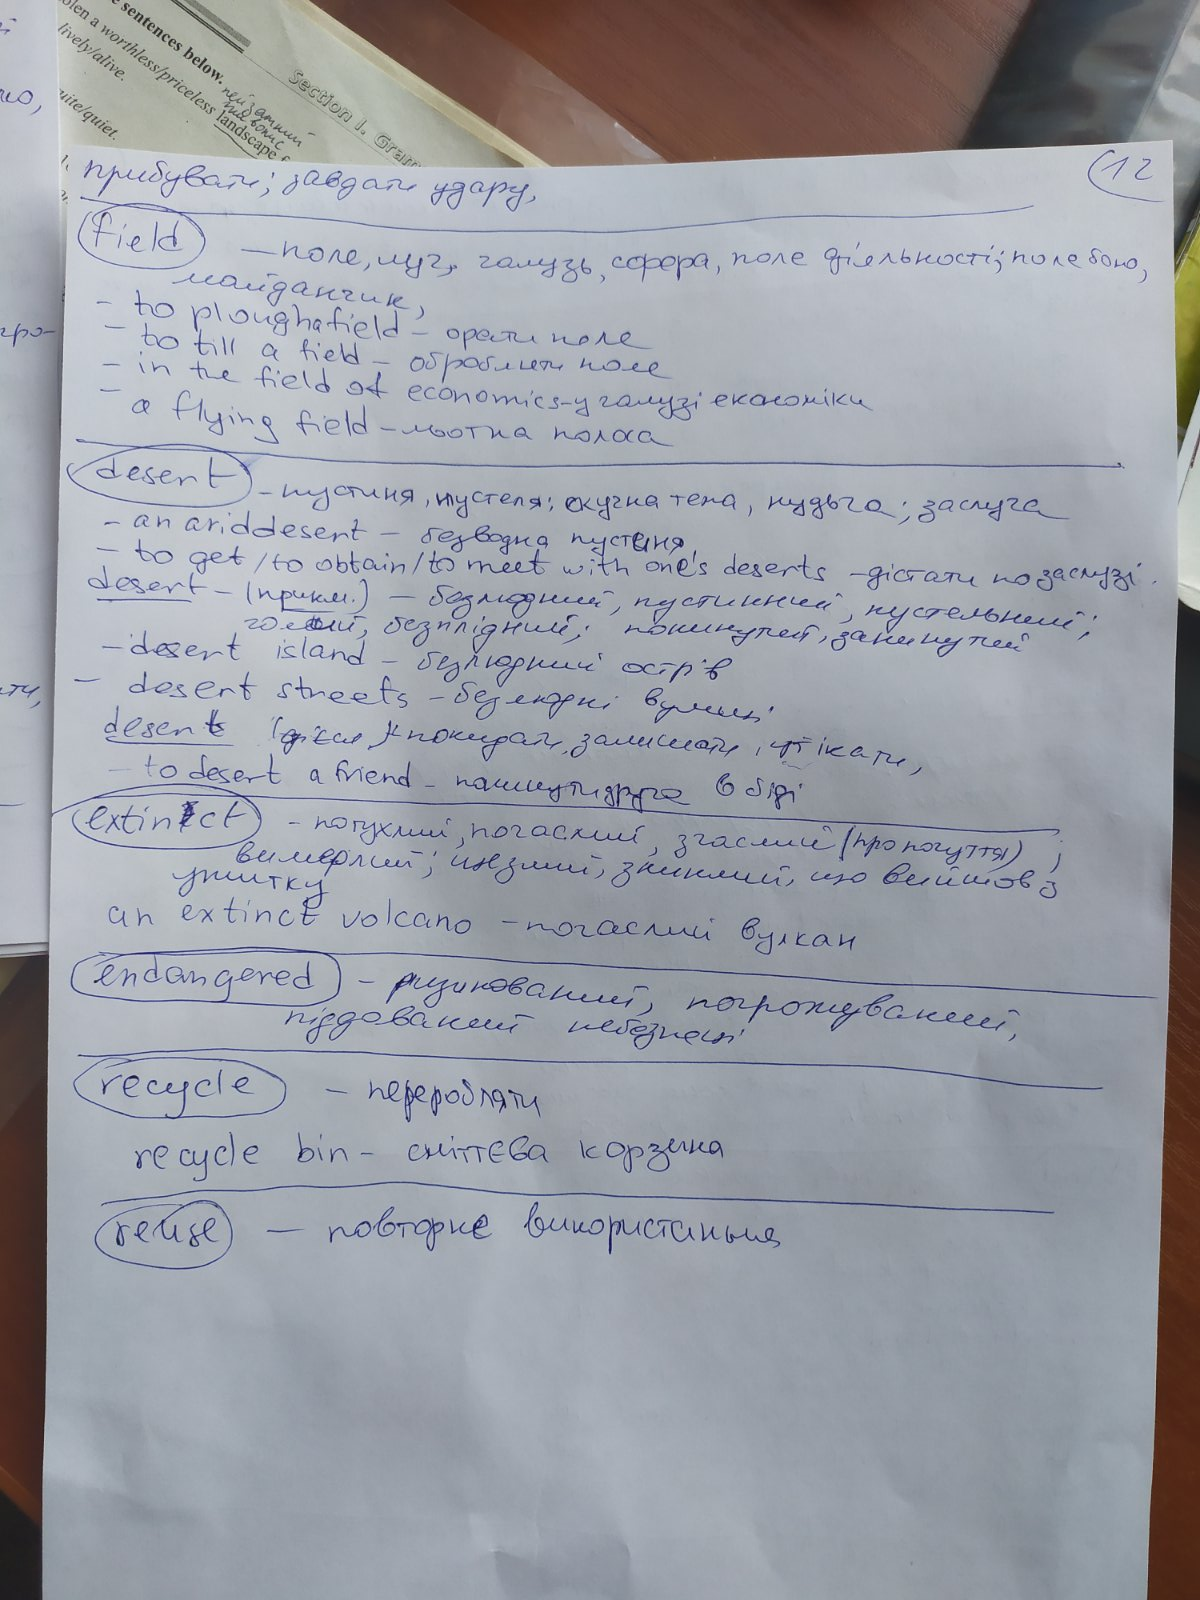 e sentences below.
olen a worthless/priceless landscape
lively/alive.
uite/quiet.
Section I. Gram
12
прибувати; завдати удару,
field – поле, луг, галузь, сфера, поле діяльності; поле бою,
майданчик,
- to plough a field – орати поле
- to till a field – обробляти поле
- in the field of economics – у галузі економіки
- a flying field – льотна полоса
desert – пустиня, пустеля; скучна тема, нудьга; заслуга
- an arid desert – безводна пустиня
- to get/to obtain/to meet with one's deserts – дістати по заслузі.
desert – (прикм.) – безлюдний, пустинний, пустельний;
голий, безплідний; покинутий, закинутий
- desert island – безлюдний острів
- desert streets – безлюдні вулиці
desert (дієсл.) покидати, залишати, утікати,
- to desert a friend – покинути друга в біді
extinct – потухлий, погаслий, згаслий (про почуття);
вимерлий; щезлий, зниклий, що вийшов з
ужитку
an extinct volcano – погаслий вулкан
endangered – ризикований, погрожуваний,
піддаваний небезпеці
recycle – переробляти
recycle bin – сміттєва корзина
reuse – повторне використання